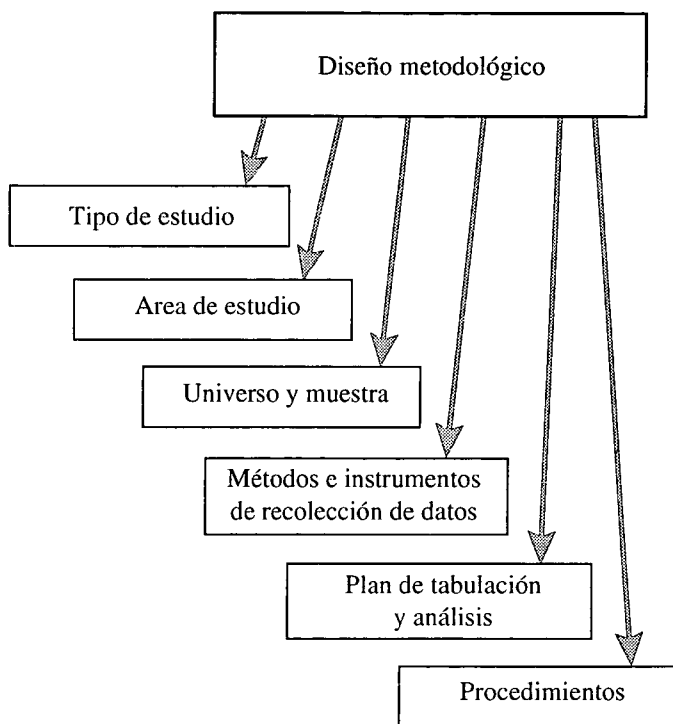 Diseño metodológico
Tipo de estudio
Area de estudio
Universo y muestra
Métodos e instrumentos
de recolección de datos
Plan de tabulación
y análisis
Procedimientos